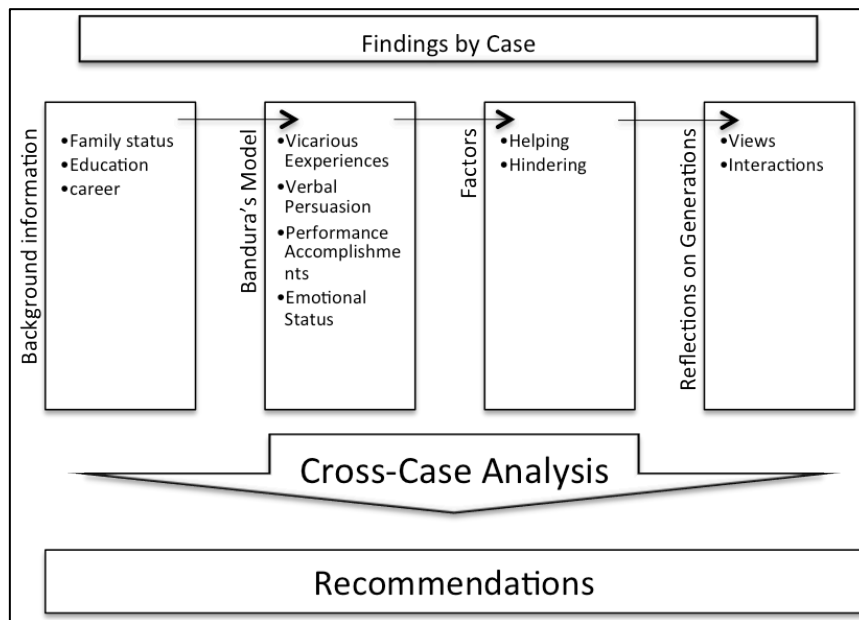 Findings by Case
Background information
•Family status
•Education
•career
Bandura's Model
•Vicarious
Eexperiences
•Verbal
Persuasion
•Performance
Accomplishme
nts
•Emotional
Status
Factors
•Helping
•Hindering
Reflections on Generations
•Views
•Interactions
Cross-Case Analysis
Recommendations